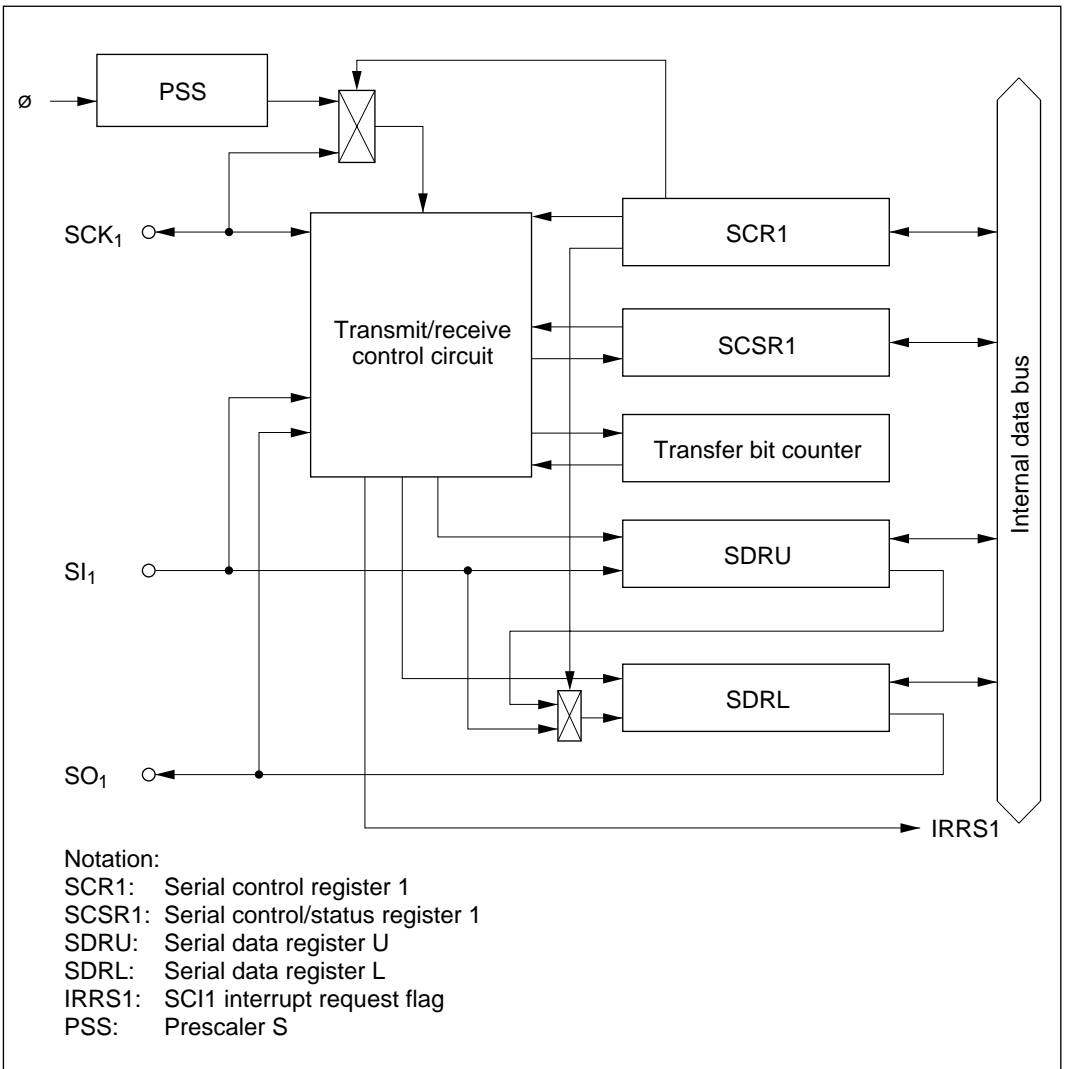 PSS
ø
SCK1
SCR1
Transmit/receive
control circuit
SCSR1
Transfer bit counter
Internal data bus
SI1
SDRU
SDRL
SO1
IRRS1
Notation:
SCR1: Serial control register 1
SCSR1: Serial control/status register 1
SDRU: Serial data register U
SDRL: Serial data register L
IRRS1: SCI1 interrupt request flag
PSS: Prescaler S